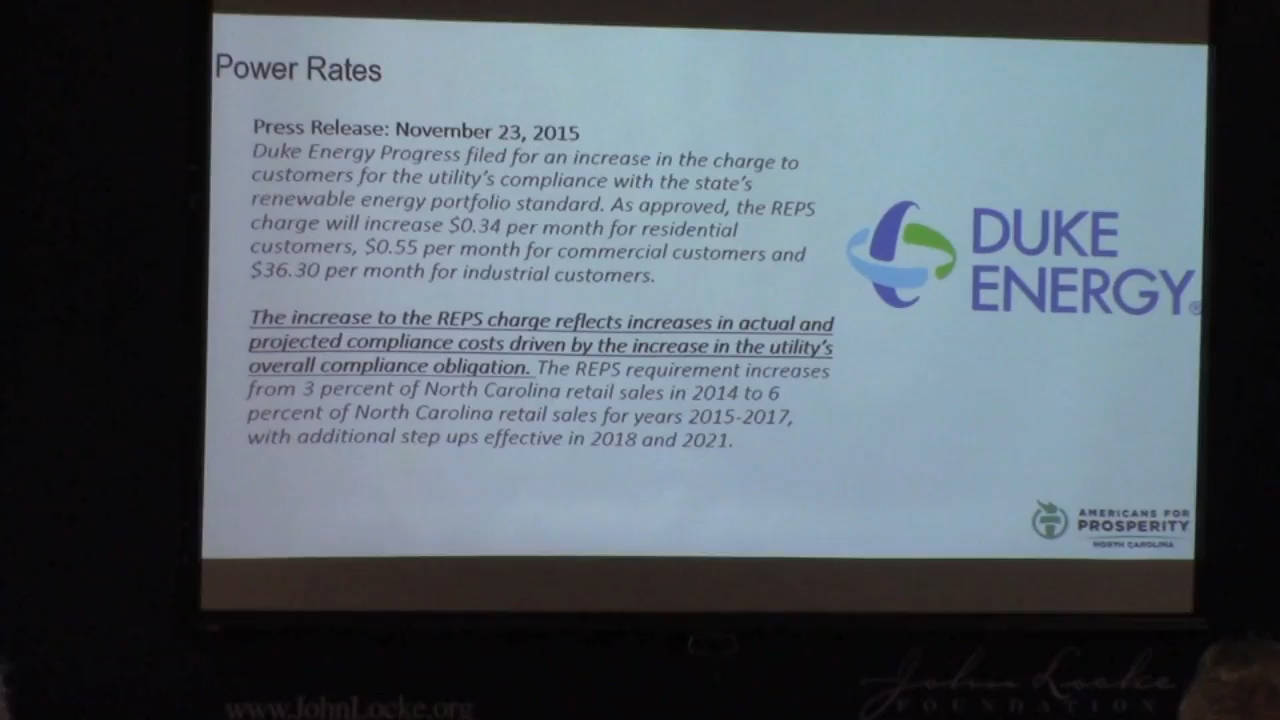 Power Rates
Press Release: November 23, 2015
Duke Energy Progress filed for an increase in the charge to
customers for the utility's compliance with the state's
renewable energy portfolio standard. As approved, the REPS
charge will increase $0.34 per month for residential
customers, $0.55 per month for commercial customers and
$36.30 per month for industrial customers.
The increase to the REPS charge reflects increases in actual and
projected compliance costs driven by the increase in the utility's
overall compliance obligation. The REPS requirement increases
from 3 percent of North Carolina retail sales in 2014 to 6
percent of North Carolina retail sales for years 2015-2017,
with additional step ups effective in 2018 and 2021.
DUKE
ENERGY®
AMERICANS FOR
PROSPERITY
NORTH CAROLINA
www.JohnLocke.org
John Locke
FOUNDATION